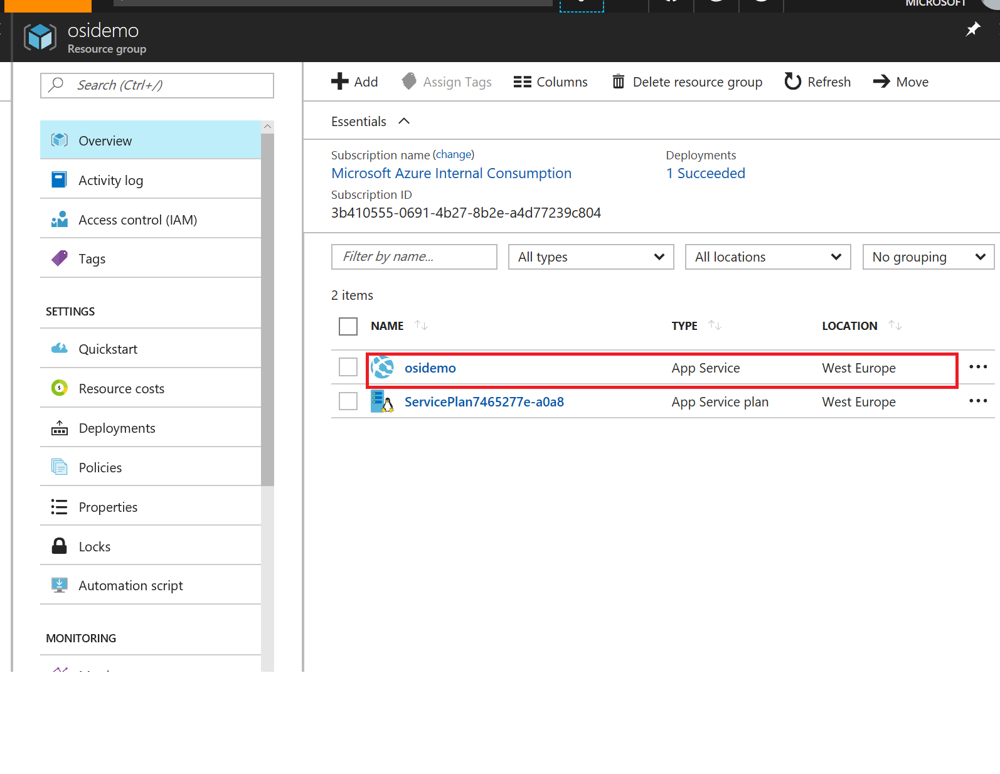 MICROSOFT
osidemo
Resource group
Search (Ctrl+/)
Overview
Activity log
Access control (IAM)
Tags
SETTINGS
Quickstart
Resource costs
Deployments
Policies
Properties
Locks
Automation script
MONITORING
Add
Assign Tags
Columns
Delete resource group
Refresh
Move
Essentials
Subscription name (change)
Microsoft Azure Internal Consumption
Subscription ID
3b410555-0691-4b27-8b2e-a4d77239c804
Deployments
1 Succeeded
Filter by name... All types All locations No grouping
2 items
NAME TYPE LOCATION
osidemo App Service West Europe
ServicePlan7465277e-a0a8 App Service plan West Europe